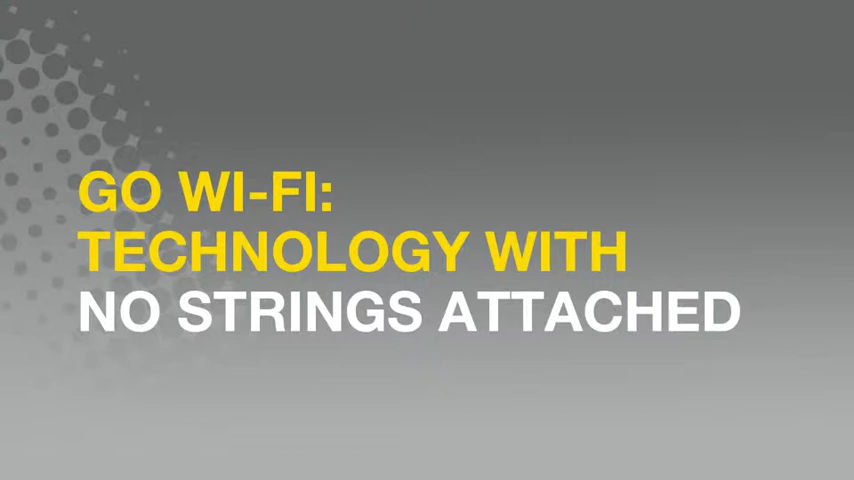 GO WI-FI:
TECHNOLOGY WITH
NO STRINGS ATTACHED